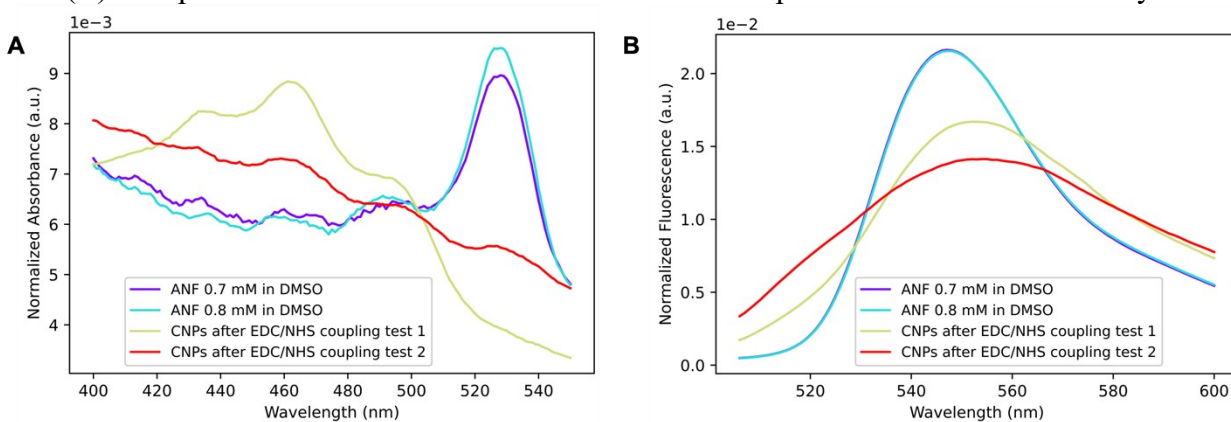 A
1e−3
Normalized Absorbance (a.u.)
9
8
7
6
5
4
ANF 0.7 mM in DMSO
ANF 0.8 mM in DMSO
CNPs after EDC/NHS coupling test 1
CNPs after EDC/NHS coupling test 2
400 420 440 460 480 500 520 540
Wavelength (nm)
B
1e−2
Normalized Fluorescence (a.u.)
2.0
1.5
1.0
0.5
0.0
ANF 0.7 mM in DMSO
ANF 0.8 mM in DMSO
CNPs after EDC/NHS coupling test 1
CNPs after EDC/NHS coupling test 2
520 540 560 580 600
Wavelength (nm)